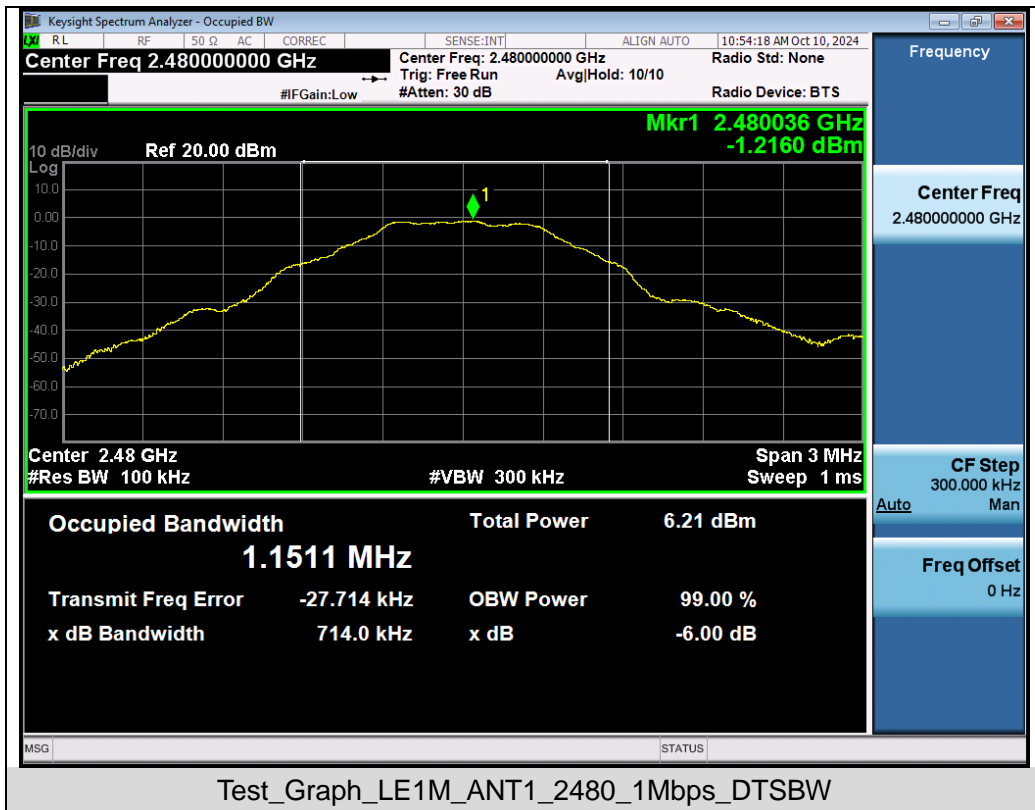 Keysight Spectrum Analyzer - Occupied BW
LXI RL RF 50 Ω AC CORREC SENSE:INT ALIGN AUTO 10:54:18 AM Oct 10, 2024
Center Freq 2.480000000 GHz
Center Freq: 2.480000000 GHz Radio Std: None
Trig: Free Run Avg|Hold: 10/10
#IFGain:Low #Atten: 30 dB Radio Device: BTS
Mkr1 2.480036 GHz
-1.2160 dBm
10 dB/div Ref 20.00 dBm
Log
10.0
0.00
-10.0
-20.0
-30.0
-40.0
-50.0
-60.0
-70.0
1
Center 2.48 GHz Span 3 MHz
#Res BW 100 kHz #VBW 300 kHz Sweep 1 ms
Occupied Bandwidth Total Power 6.21 dBm
1.1511 MHz
Transmit Freq Error -27.714 kHz OBW Power 99.00 %
x dB Bandwidth 714.0 kHz x dB -6.00 dB
Frequency
Center Freq
2.480000000 GHz
CF Step
300.000 kHz
Auto Man
Freq Offset
0 Hz
MSG STATUS
Test_Graph_LE1M_ANT1_2480_1Mbps_DTSBW